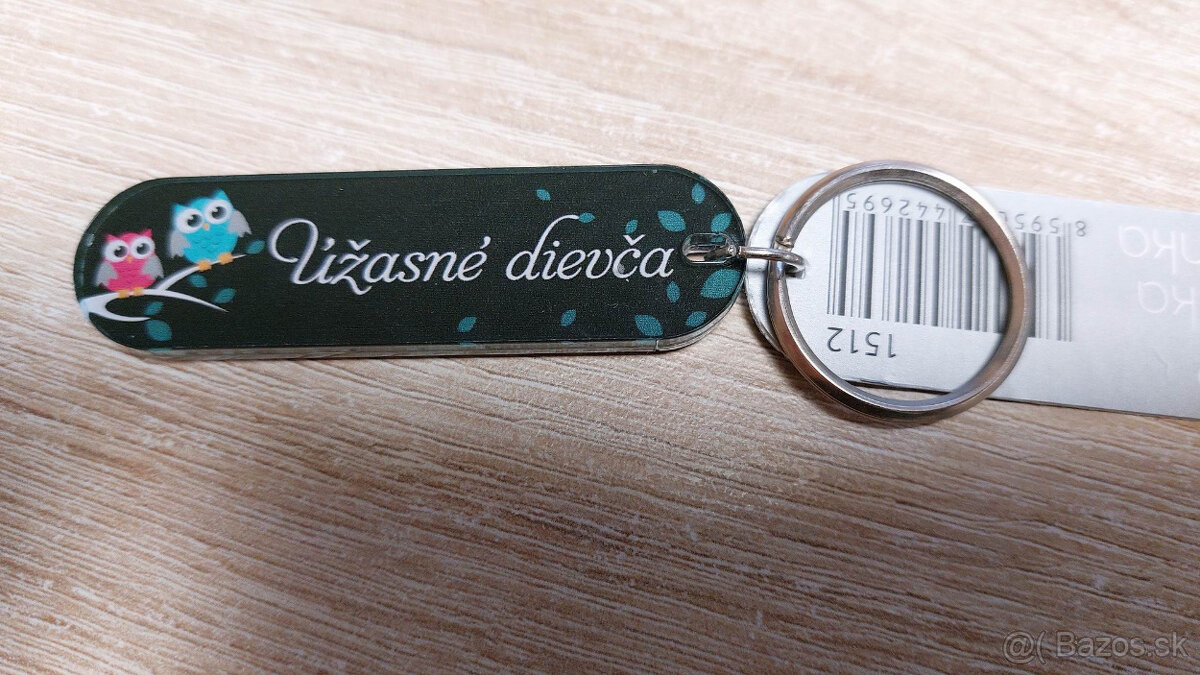 Úžasné dievča
1512
@( Bazos.sk